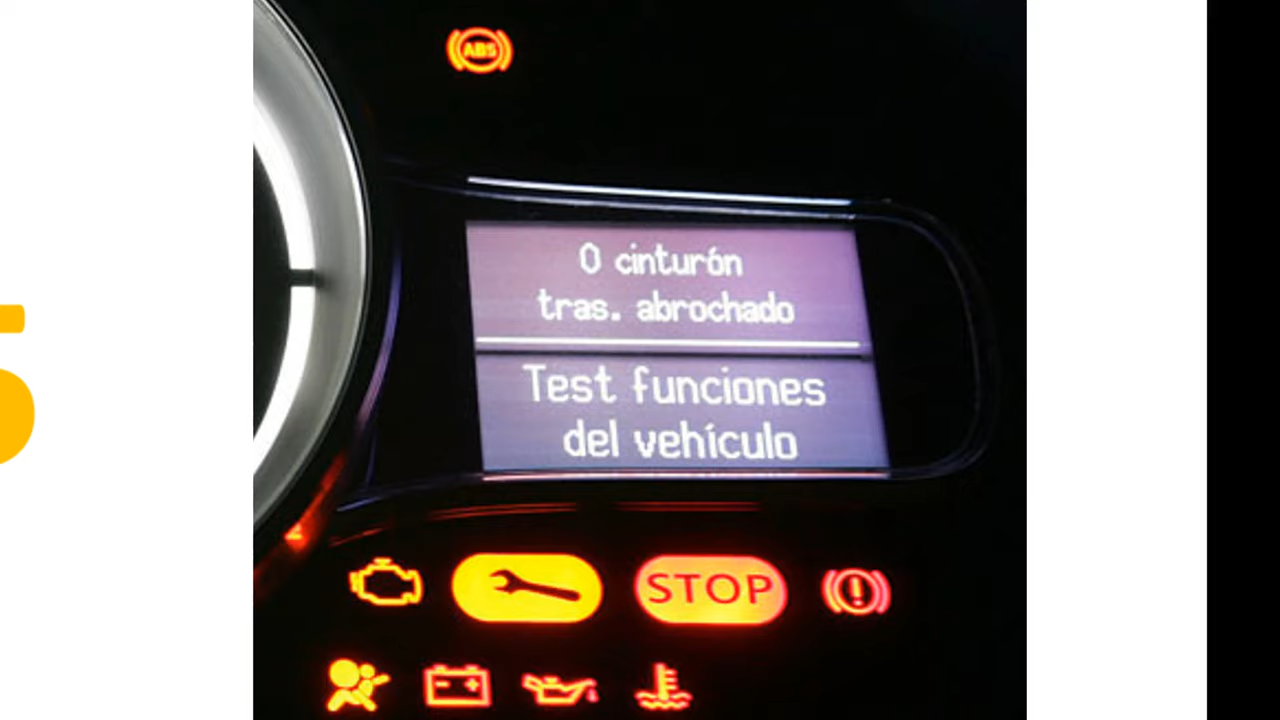 ABS
0 cinturón
tras. abrochado
Test funciones
del vehículo
STOP